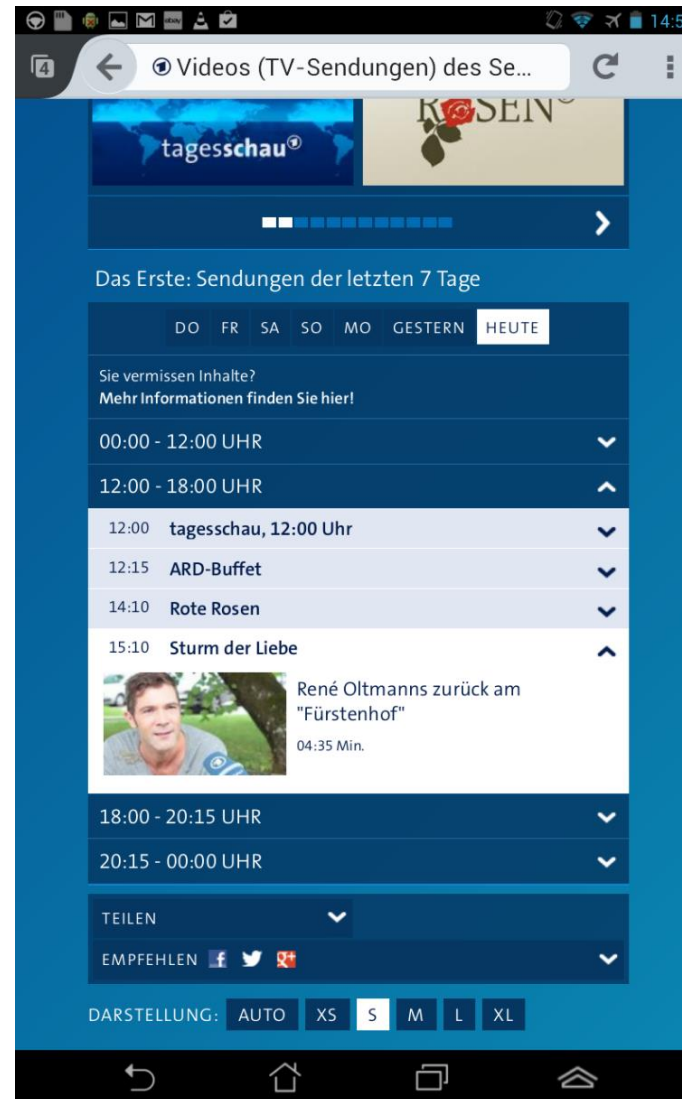 ebay 14:5
4 Videos (TV-Sendungen) des Se...
tagesschau
ROSEN
Das Erste: Sendungen der letzten 7 Tage
DO FR SA SO MO GESTERN HEUTE
Sie vermissen Inhalte?
Mehr Informationen finden Sie hier!
00:00 - 12:00 UHR
12:00 - 18:00 UHR
12:00 tagesschau, 12:00 Uhr
12:15 ARD-Buffet
14:10 Rote Rosen
15:10 Sturm der Liebe
René Oltmanns zurück am
"Fürstenhof"
04:35 Min.
18:00 - 20:15 UHR
20:15 - 00:00 UHR
TEILEN
EMPFEHLEN f g+
DARSTELLUNG: AUTO XS S M L XL